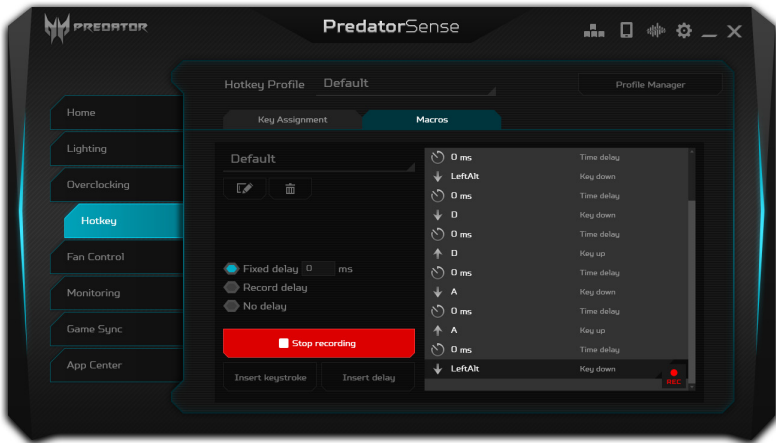 PREDATOR
PredatorSense
Hotkey Profile Default
Profile Manager
Home
Lighting
Overclocking
Hotkey
Fan Control
Monitoring
Game Sync
App Center
Key Assignment
Macros
Default
Fixed delay 0 ms
Record delay
No delay
Stop recording
Insert keystroke
Insert delay
0 ms Time delay
LeftAlt Key down
0 ms Time delay
D Key down
0 ms Time delay
D Key up
0 ms Time delay
A Key down
0 ms Time delay
A Key up
0 ms Time delay
LeftAlt Key down
REC